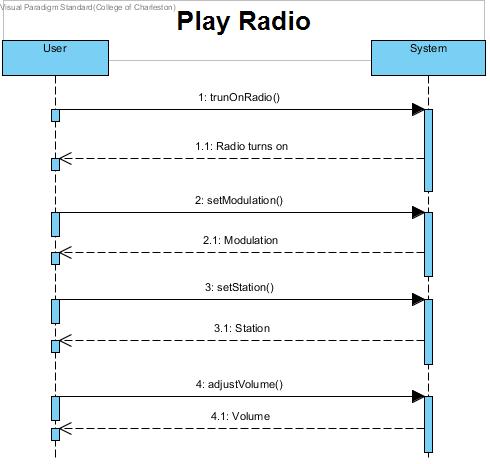 Visual Paradigm Standard(College of Charleston)
Play Radio
User
System
1: trunOnRadio()
1.1: Radio turns on
2: setModulation()
2.1: Modulation
3: setStation()
3.1: Station
4: adjustVolume()
4.1: Volume